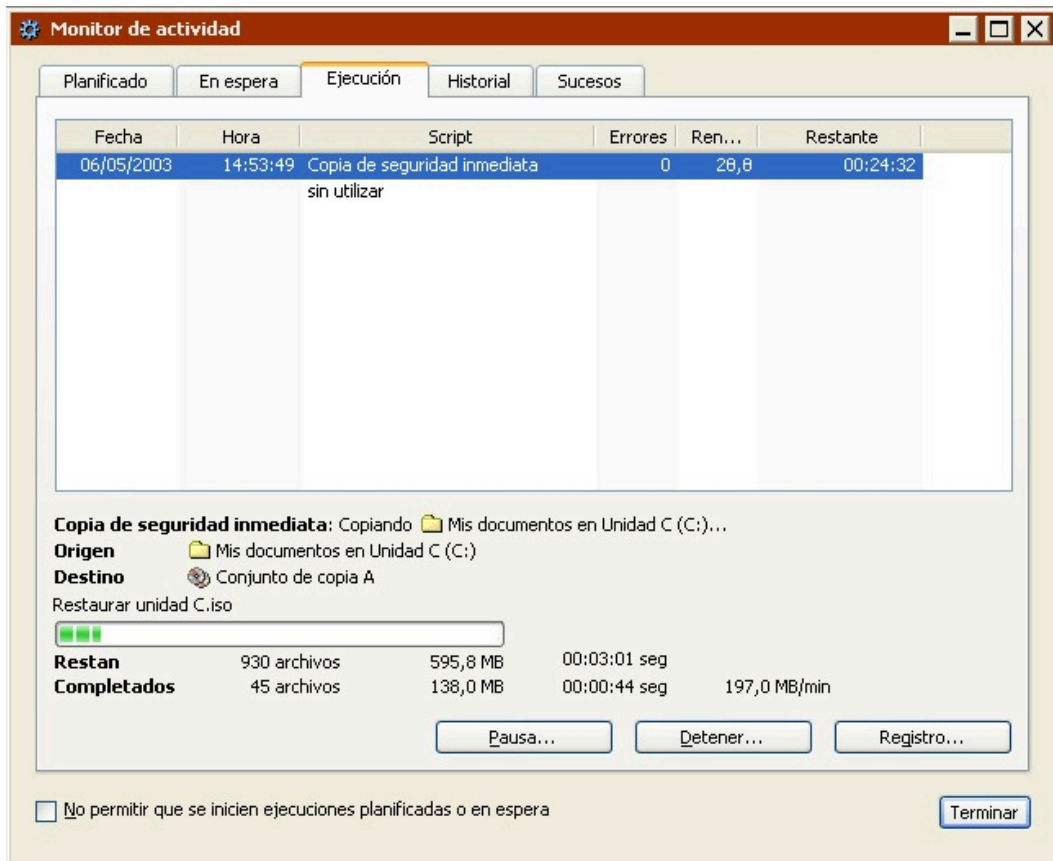 Monitor de actividad
Planificado En espera Ejecución Historial Sucesos
Fecha Hora Script Errores Ren... Restante
06/05/2003 14:53:49 Copia de seguridad inmediata 0 28,8 00:24:32
sin utilizar
Copia de seguridad inmediata: Copiando Mis documentos en Unidad C (C:)...
Origen Mis documentos en Unidad C (C:)
Destino Conjunto de copia A
Restaurar unidad C.iso
Restan 930 archivos 595,8 MB 00:03:01 seg
Completados 45 archivos 138,0 MB 00:00:44 seg 197,0 MB/min
Pausa... Detener... Registro...
No permitir que se inicien ejecuciones planificadas o en espera Terminar